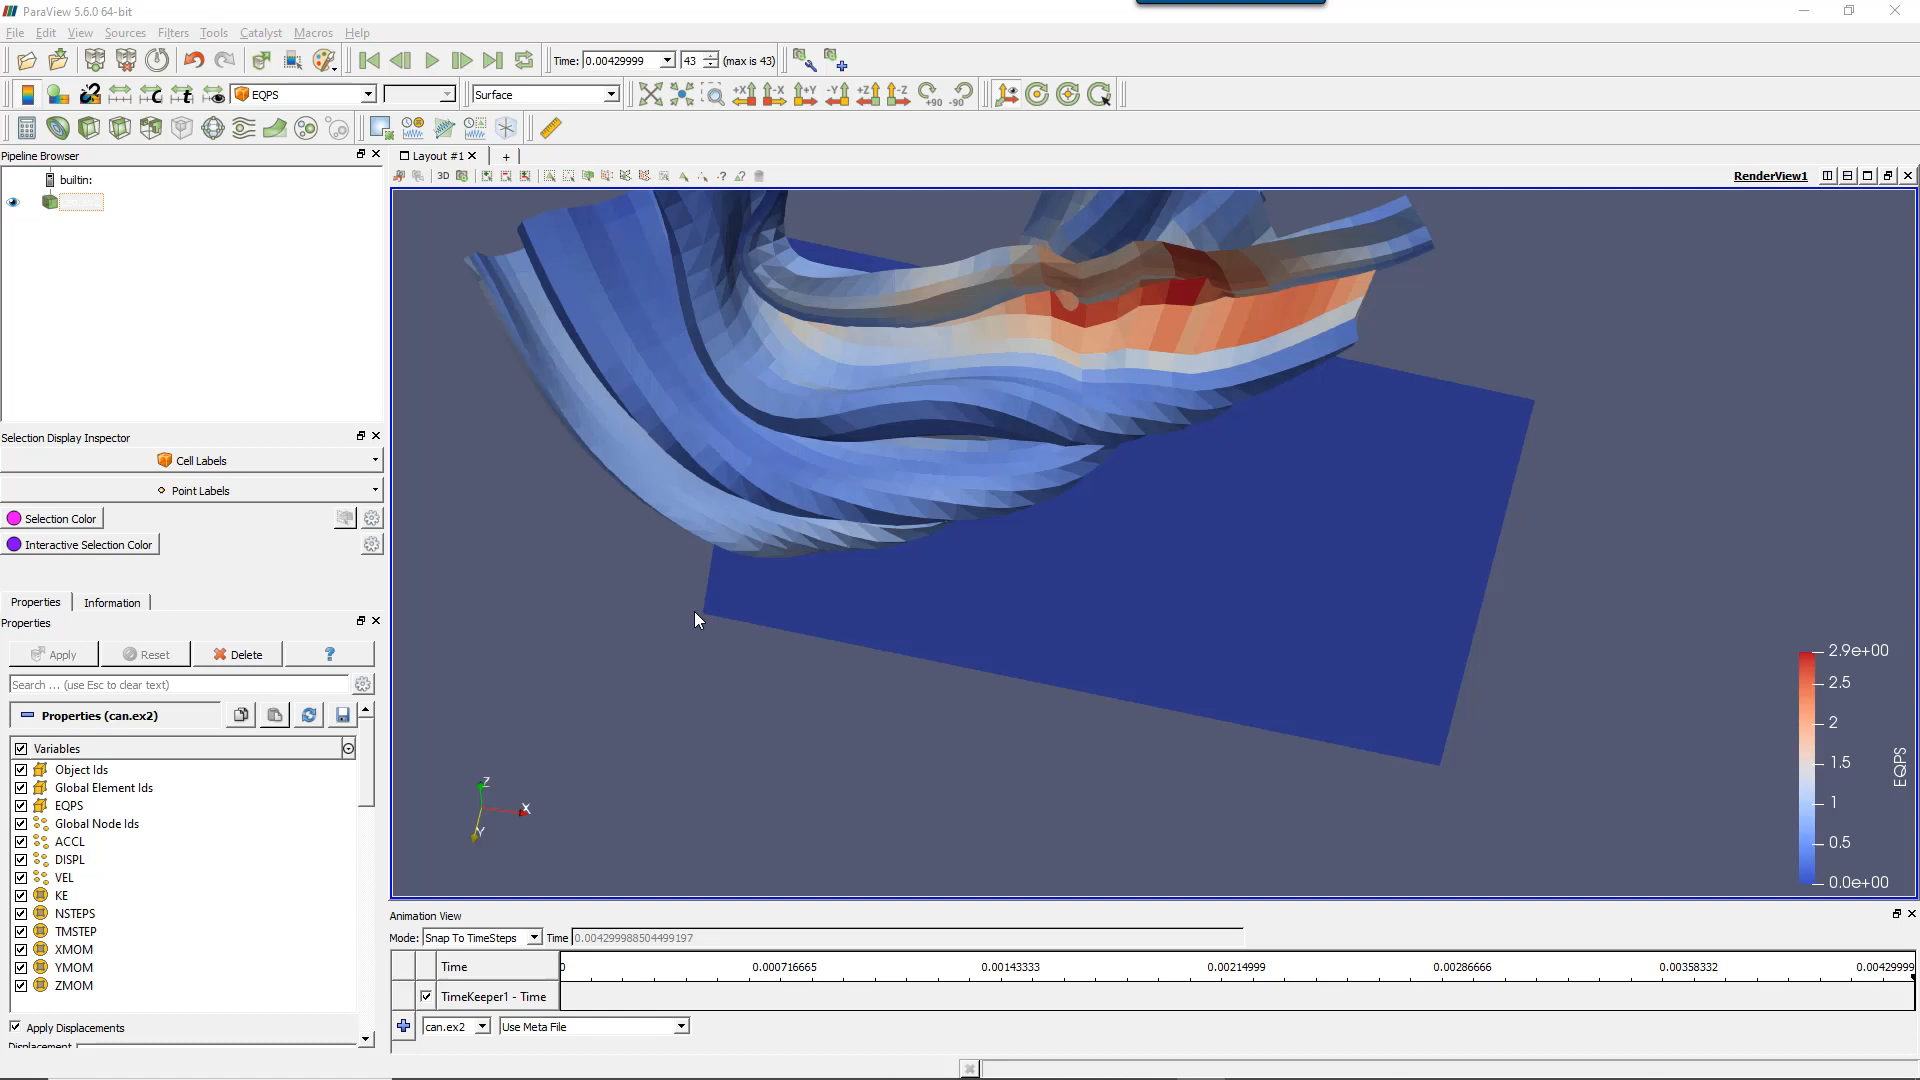 ParaView 5.6.0 64-bit
File Edit View Sources Filters Tools Catalyst Macros Help
Time: 0.00429999 43 (max is 43)
EQPS Surface +X -X +Y -Y +Z -Z +90 -90
Pipeline Browser
builtin:
Layout #1 +
3D RenderView1
Selection Display Inspector
Cell Labels
Point Labels
Selection Color
Interactive Selection Color
Properties Information
Properties
Apply Reset Delete ?
Search ... (use Esc to clear text)
Properties (can.ex2)
Variables
Object Ids
Global Element Ids
EQPS
Global Node Ids
ACCL
DISPL
VEL
KE
NSTEPS
TMSTEP
XMOM
YMOM
ZMOM
Apply Displacements
Displacement
Z
X
Y
2.9e+00
2.5
2
1.5
1
0.5
0.0e+00
EQPS
Animation View
Mode: Snap To TimeSteps Time 0.004299988504499197
Time 0 0.000716665 0.00143333 0.00214999 0.00286666 0.00358332 0.00429999
TimeKeeper1 - Time
can.ex2 Use Meta File